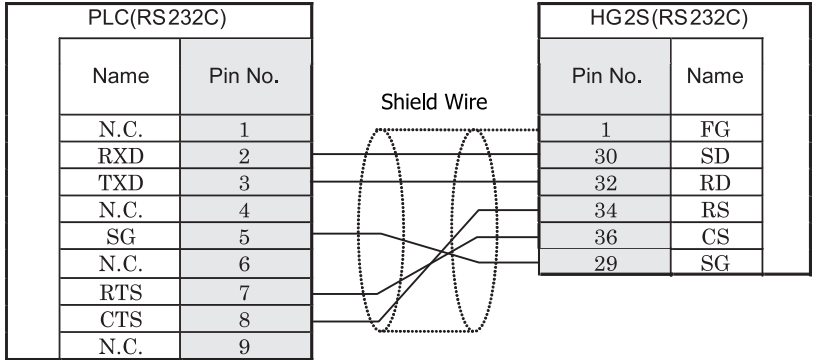 PLC(RS232C)
HG2S(RS232C)
Name Pin No.
Pin No. Name
Shield Wire
N.C. 1
1 FG
RXD 2
30 SD
TXD 3
32 RD
N.C. 4
34 RS
SG 5
36 CS
N.C. 6
29 SG
RTS 7
CTS 8
N.C. 9